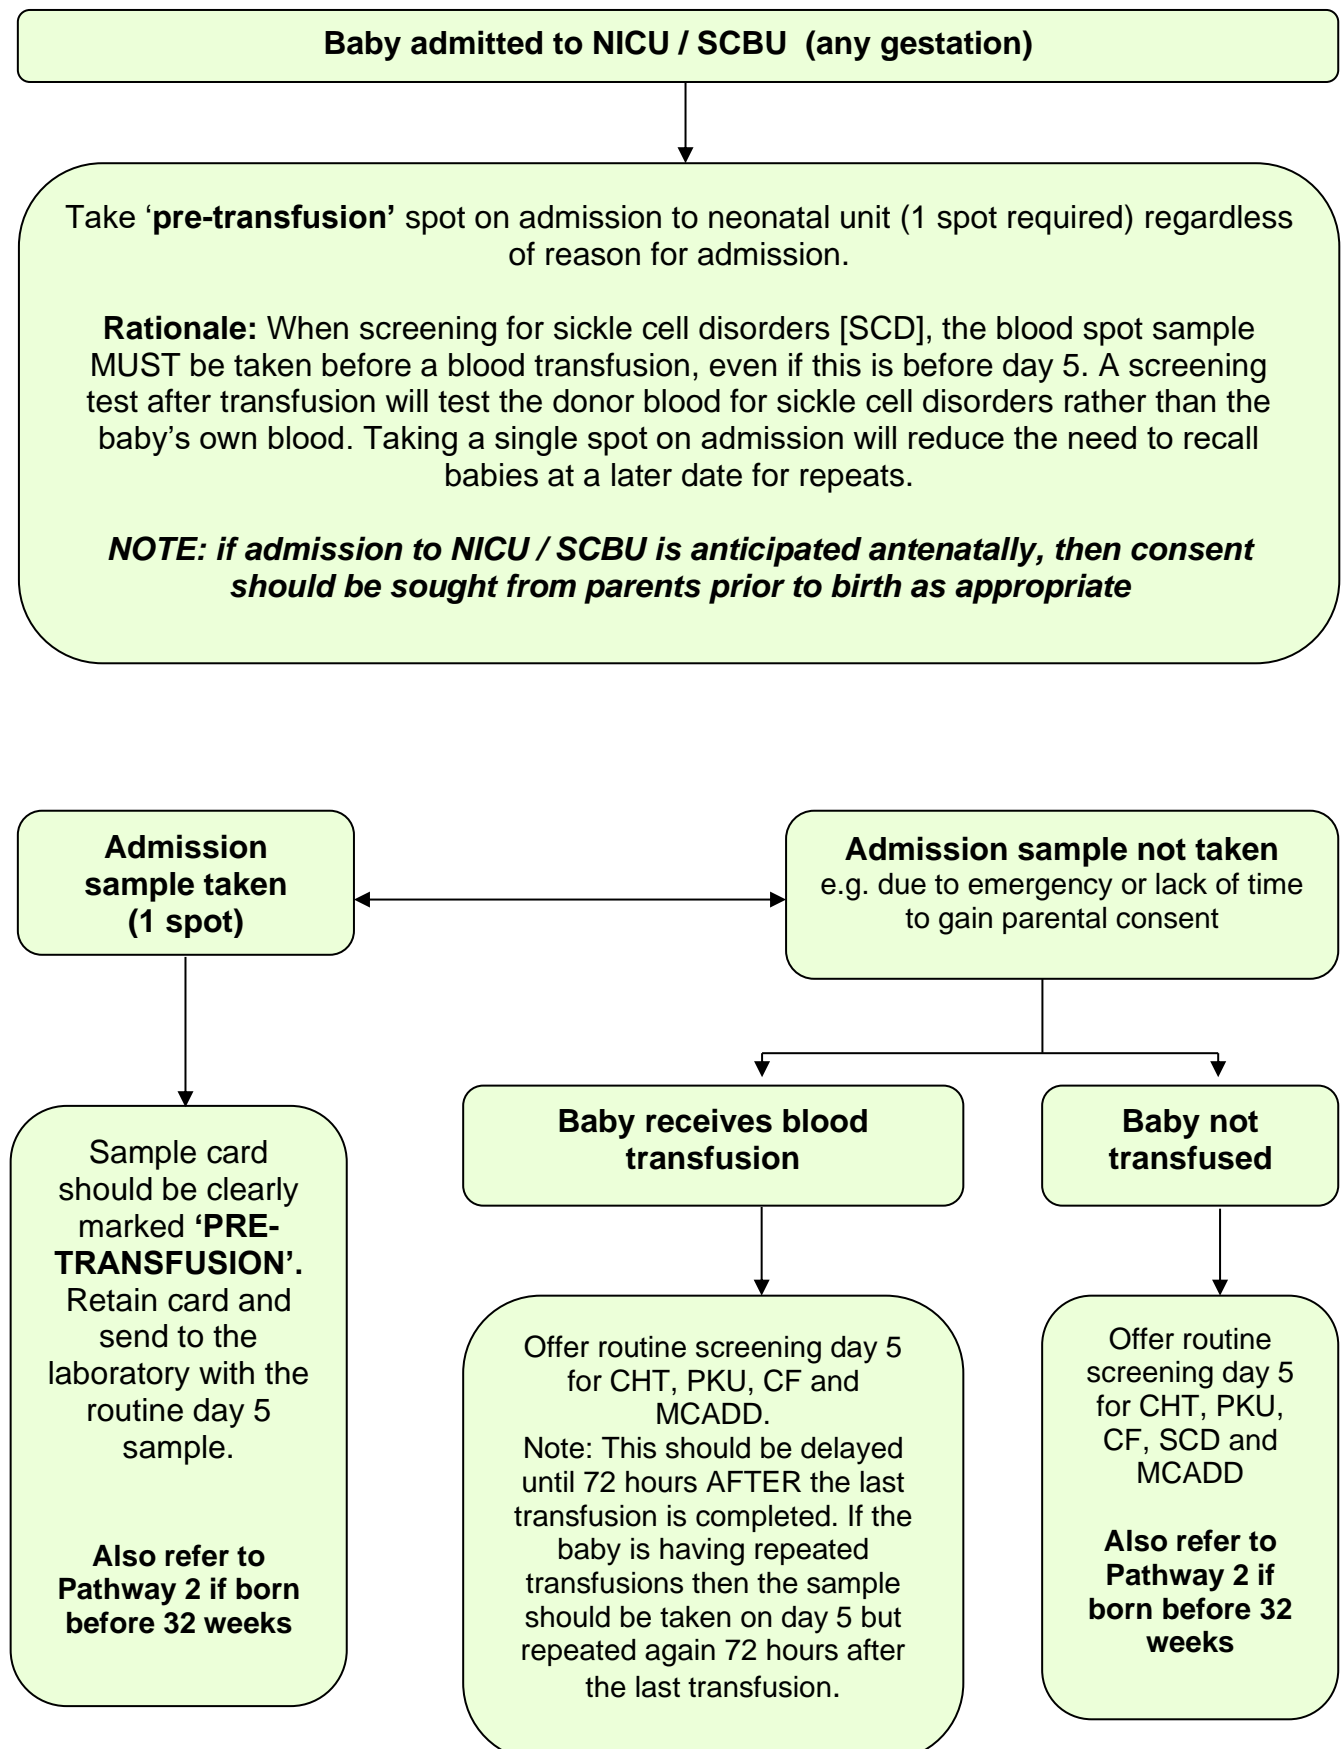 Baby admitted to NICU / SCBU  (any gestation)
Take ‘pre-transfusion’ spot on admission to neonatal unit (1 spot required) regardless
of reason for admission.
Rationale: When screening for sickle cell disorders [SCD], the blood spot sample
MUST be taken before a blood transfusion, even if this is before day 5. A screening
test after transfusion will test the donor blood for sickle cell disorders rather than the
baby’s own blood. Taking a single spot on admission will reduce the need to recall
babies at a later date for repeats.
NOTE: if admission to NICU / SCBU is anticipated antenatally, then consent
should be sought from parents prior to birth as appropriate
Admission
sample taken
(1 spot)
Admission sample not taken
e.g. due to emergency or lack of time
to gain parental consent
Baby receives blood
transfusion
Baby not
transfused
Sample card
should be clearly
marked ‘PRE-
TRANSFUSION’.
Retain card and
send to the
laboratory with the
routine day 5
sample.
Also refer to
Pathway 2 if born
before 32 weeks
Offer routine screening day 5
for CHT, PKU, CF and
MCADD.
Note: This should be delayed
until 72 hours AFTER the last
transfusion is completed. If the
baby is having repeated
transfusions then the sample
should be taken on day 5 but
repeated again 72 hours after
the last transfusion.
Offer routine
screening day 5
for CHT, PKU,
CF, SCD and
MCADD
Also refer to
Pathway 2 if
born before 32
weeks